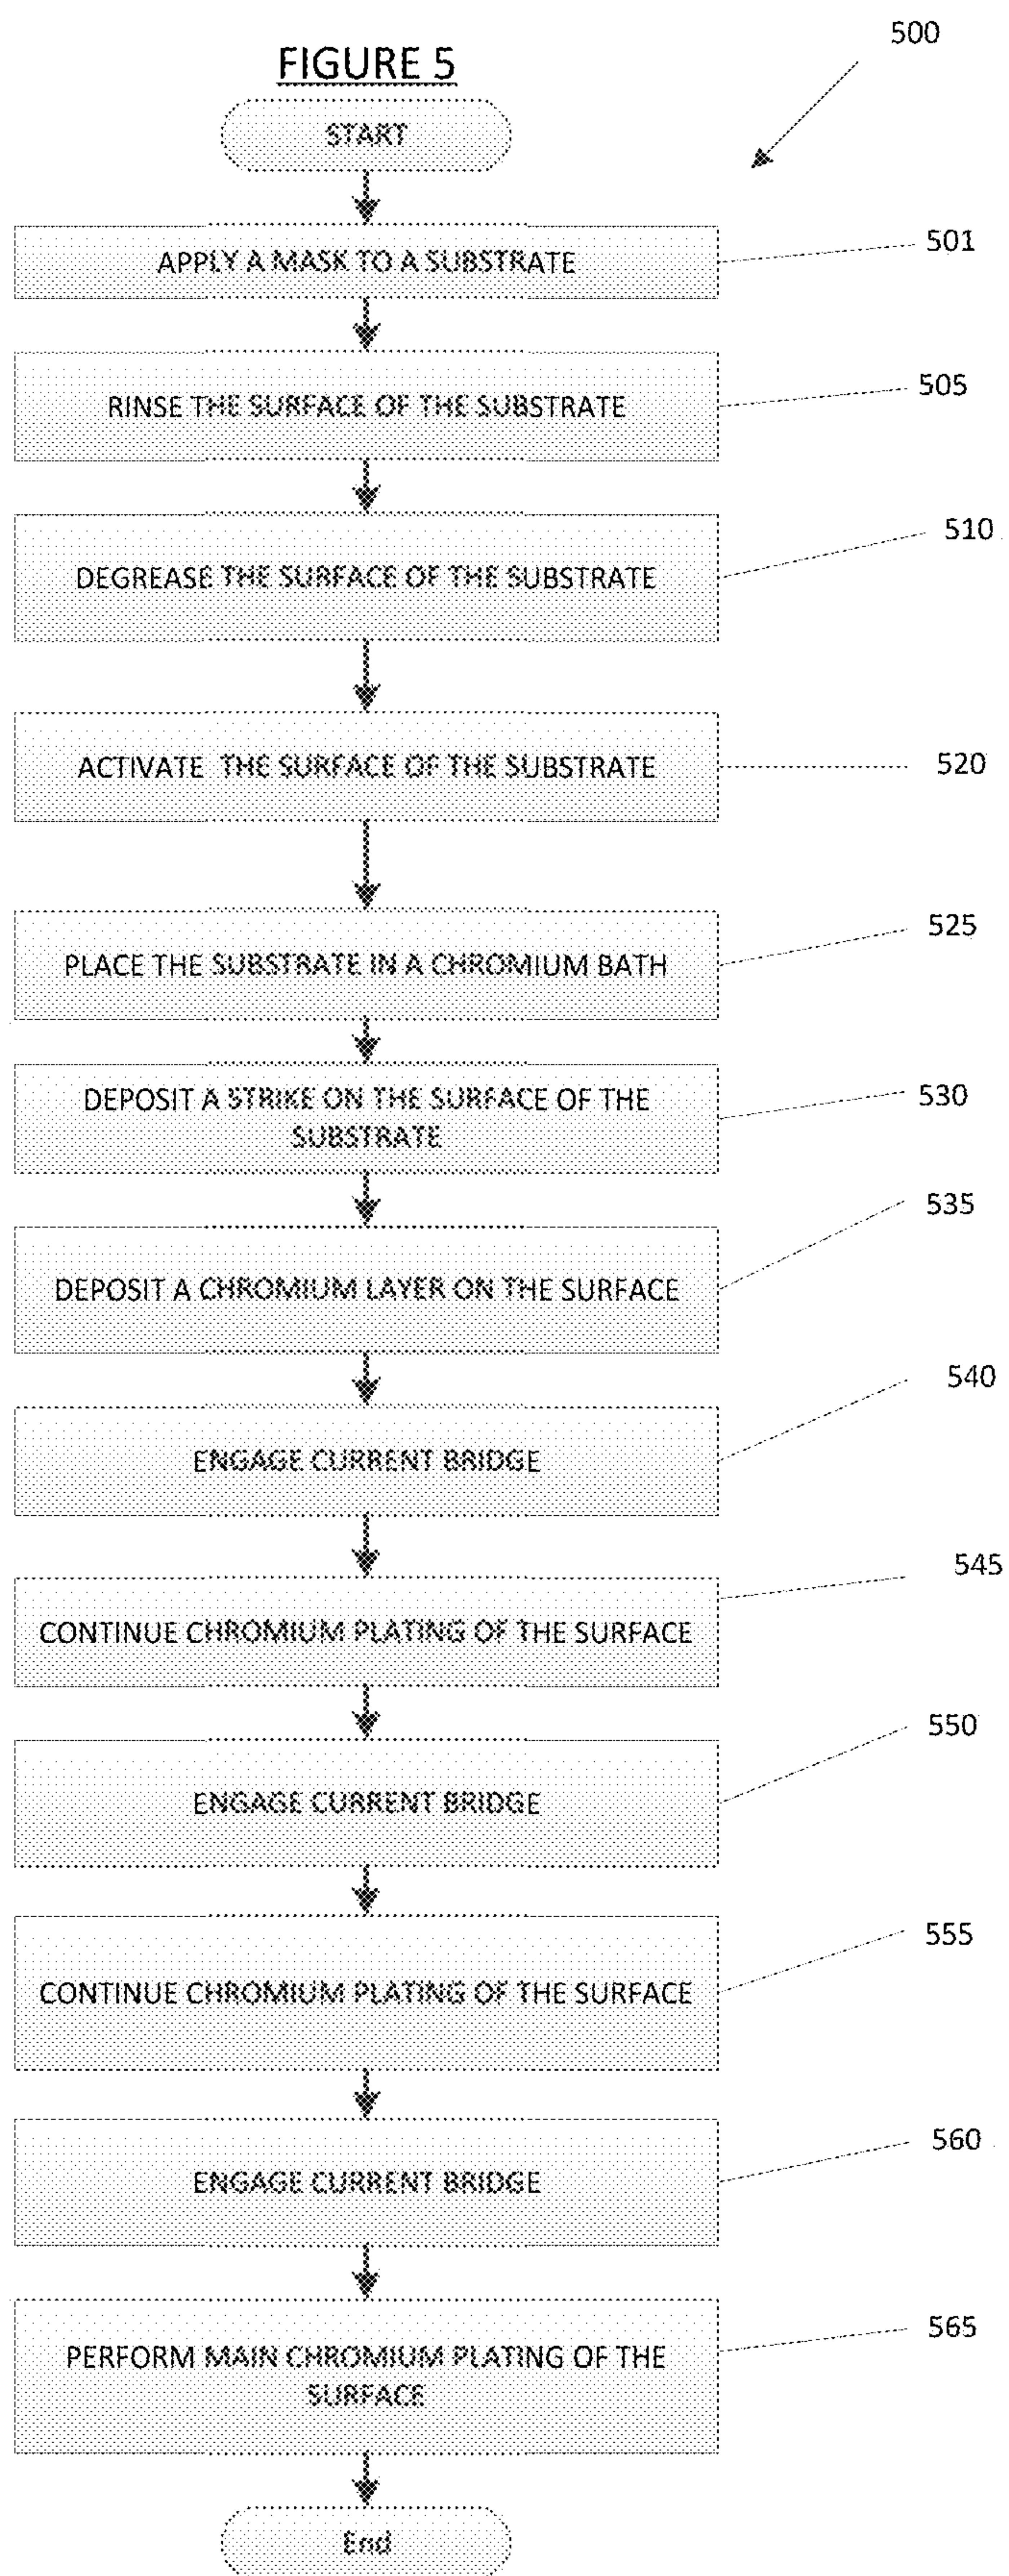 500
FIGURE 5
START
APPLY A MASK TO A SUBSTRATE
501
RINSE THE SURFACE OF THE SUBSTRATE
505
DEGREASE THE SURFACE OF THE SUBSTRATE
510
ACTIVATE THE SURFACE OF THE SUBSTRATE
520
PLACE THE SUBSTRATE IN A CHROMIUM BATH
525
DEPOSIT A STRIKE ON THE SURFACE OF THE
SUBSTRATE
530
DEPOSIT A CHROMIUM LAYER ON THE SURFACE
535
ENGAGE CURRENT BRIDGE
540
CONTINUE CHROMIUM PLATING OF THE SURFACE
545
ENGAGE CURRENT BRIDGE
550
CONTINUE CHROMIUM PLATING OF THE SURFACE
555
ENGAGE CURRENT BRIDGE
560
PERFORM MAIN CHROMIUM PLATING OF THE
SURFACE
565
End